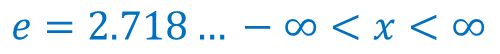 e = 2.718 ... − ∞ < x < ∞